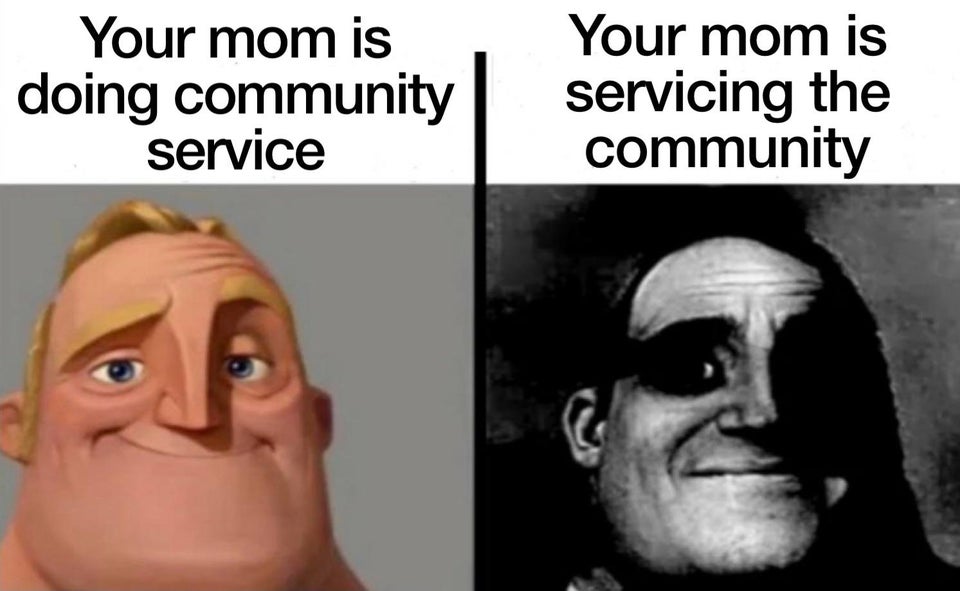 Your mom is
doing community
service
Your mom is
servicing the
community